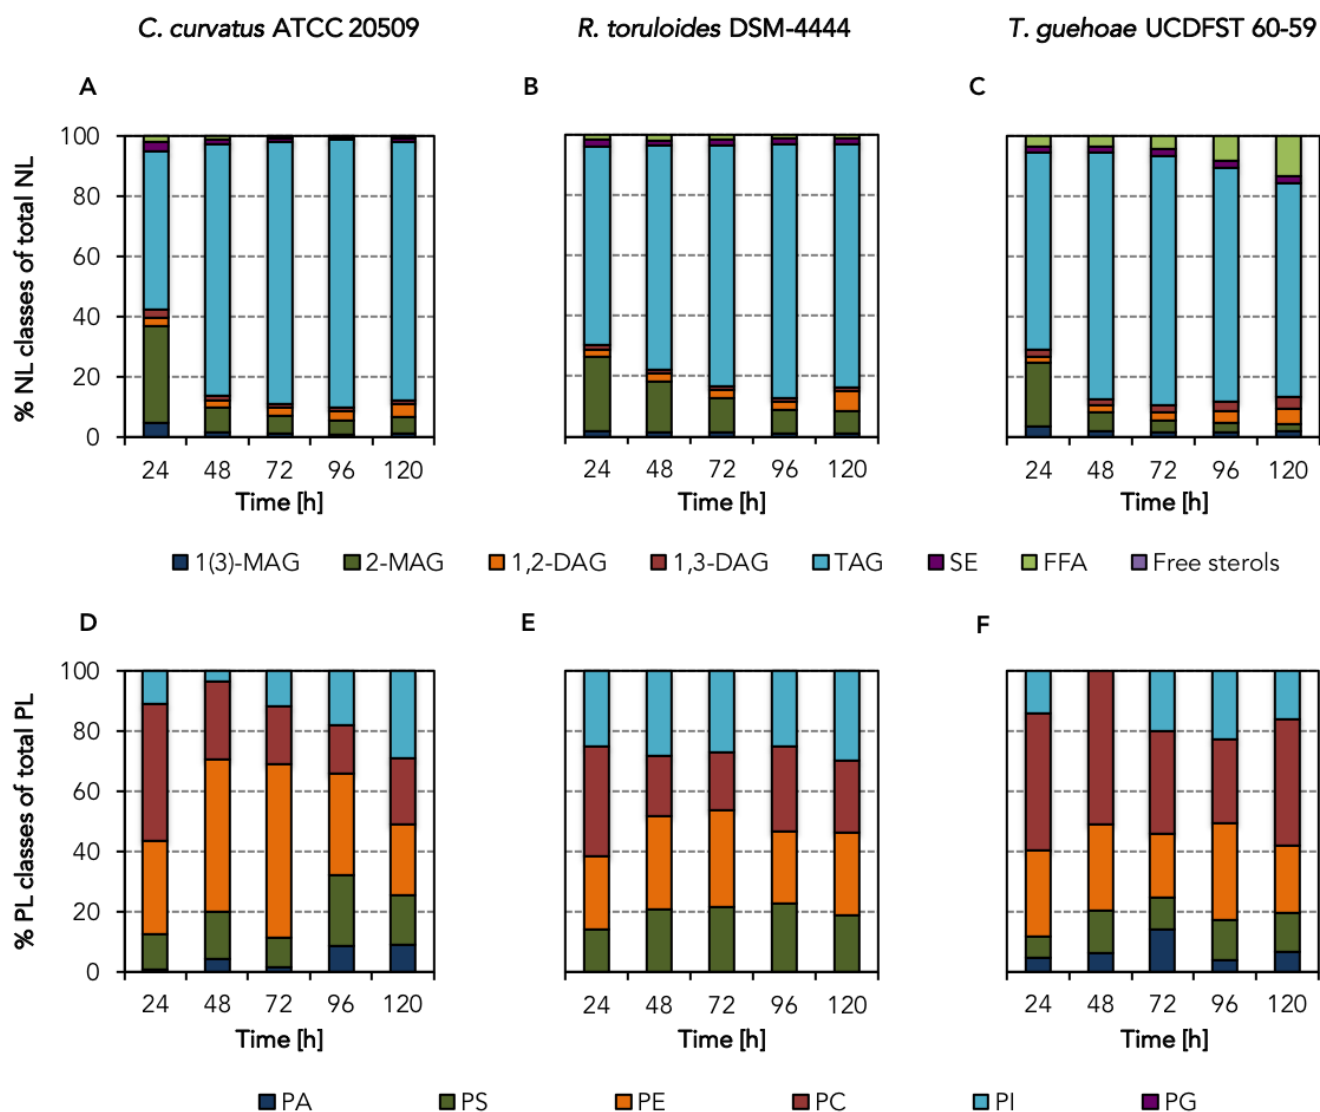 C. curvatus ATCC 20509 R. toruloides DSM-4444 T. guehoae UCDFST 60-59
A B C
% NL classes of total NL
100
80
60
40
20
0
24 48 72 96 120 24 48 72 96 120 24 48 72 96 120
Time [h] Time [h] Time [h]
1(3)-MAG 2-MAG 1,2-DAG 1,3-DAG TAG SE FFA Free sterols
D E F
% PL classes of total PL
100
80
60
40
20
0
24 48 72 96 120 24 48 72 96 120 24 48 72 96 120
Time [h] Time [h] Time [h]
PA PS PE PC PI PG